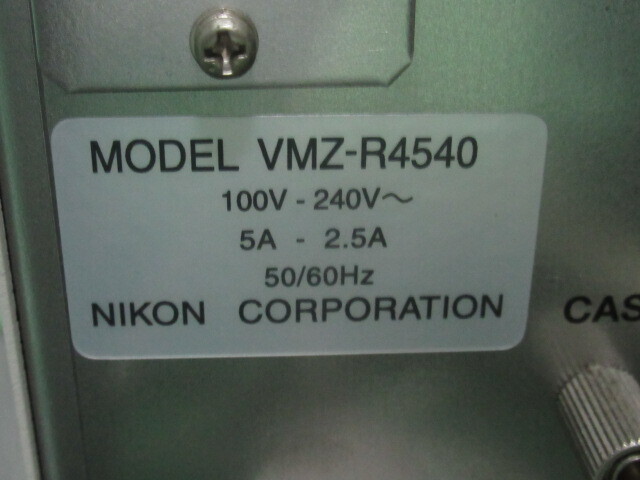 MODEL VMZ-R4540
100V - 240V～
5A - 2.5A
50/60Hz
NIKON CORPORATION
CAS